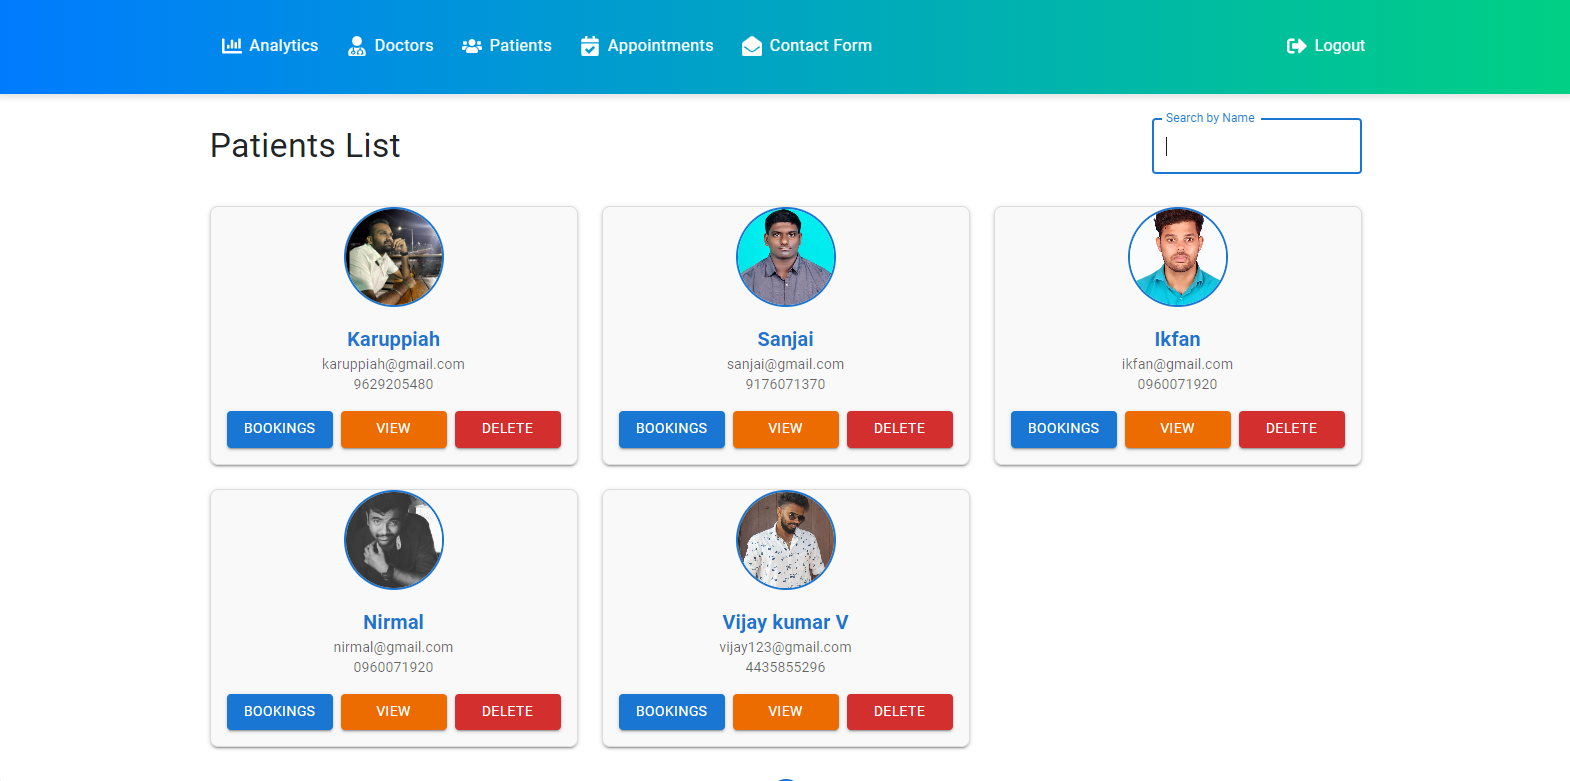 Analytics Doctors Patients Appointments Contact Form Logout
Patients List
Search by Name
Karuppiah
karuppiah@gmail.com
9629205480
BOOKINGS VIEW DELETE
Sanjai
sanjai@gmail.com
9176071370
BOOKINGS VIEW DELETE
Ikfan
ikfan@gmail.com
0960071920
BOOKINGS VIEW DELETE
Nirmal
nirmal@gmail.com
0960071920
BOOKINGS VIEW DELETE
Vijay kumar V
vijay123@gmail.com
4435855296
BOOKINGS VIEW DELETE